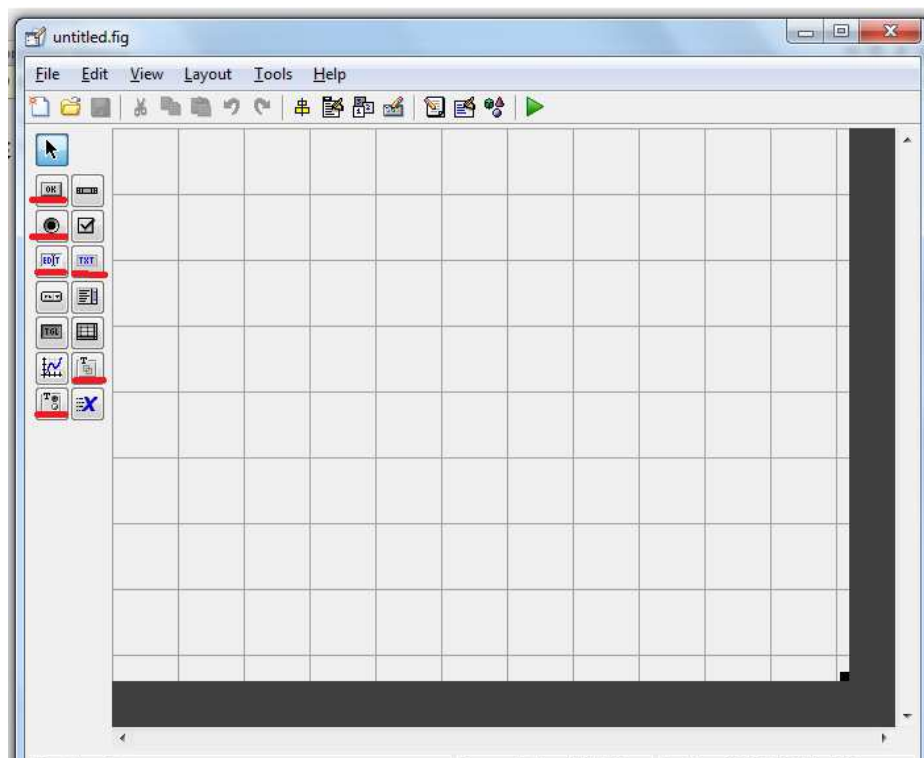 untitled.fig
File Edit View Layout Tools Help
OK
EDIT TXT
TGL
T
T
X